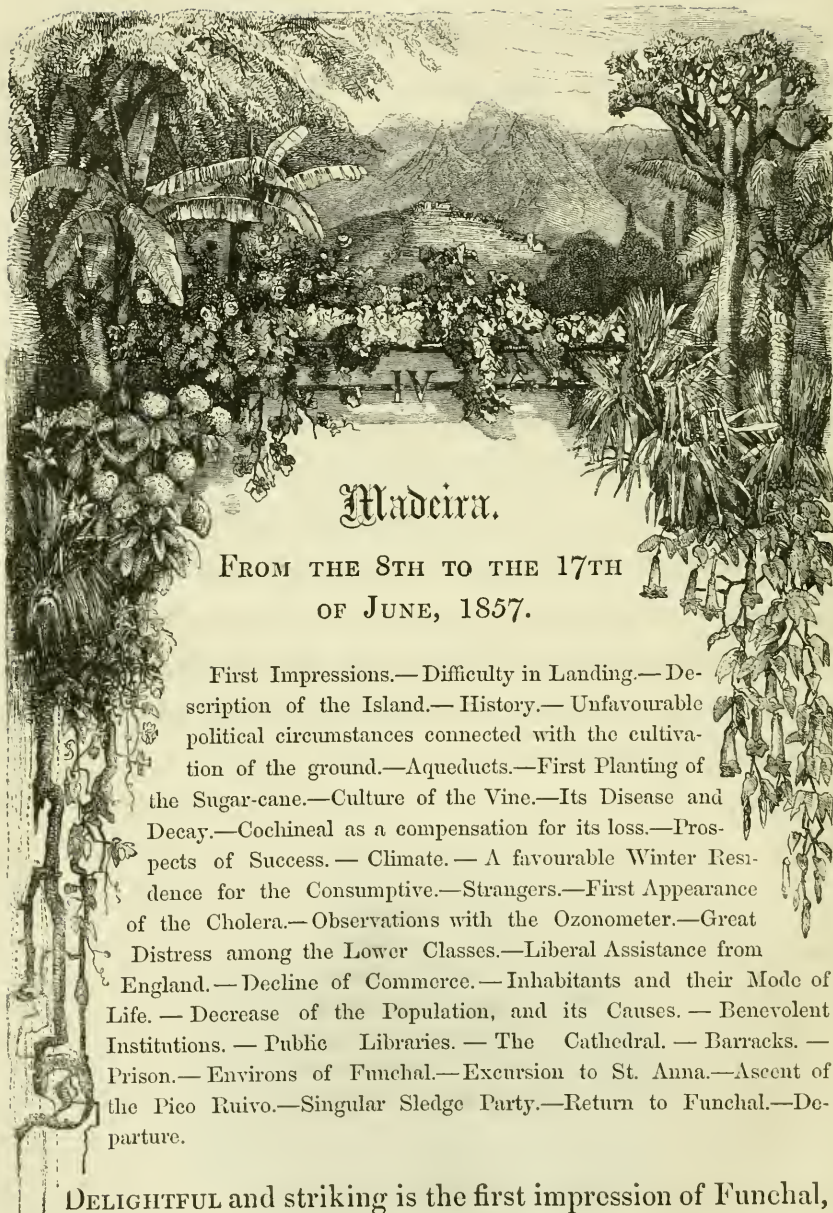 IV
Madeira.
From the 8th to the 17th
of June, 1857.
First Impressions.—Difficulty in Landing.—De-
scription of the Island.—History.—Unfavourable
political circumstances connected with the cultiva-
tion of the ground.—Aqueducts.—First Planting of
the Sugar-cane.—Culture of the Vine.—Its Disease and
Decay.—Cochineal as a compensation for its loss.—Pros-
pects of Success.—Climate.—A favourable Winter Resi-
dence for the Consumptive.—Strangers.—First Appearance
of the Cholera.—Observations with the Ozonometer.—Great
Distress among the Lower Classes.—Liberal Assistance from
England.—Decline of Commerce.—Inhabitants and their Mode of
Life.—Decrease of the Population, and its Causes.—Benevolent
Institutions.—Public Libraries.—The Cathedral.—Barracks.—
Prison.—Environs of Funchal.—Excursion to St. Anna.—Ascent of
the Pico Ruivo.—Singular Sledge Party.—Return to Funchal.—De-
parture.
Delightful and striking is the first impression of Funchal,